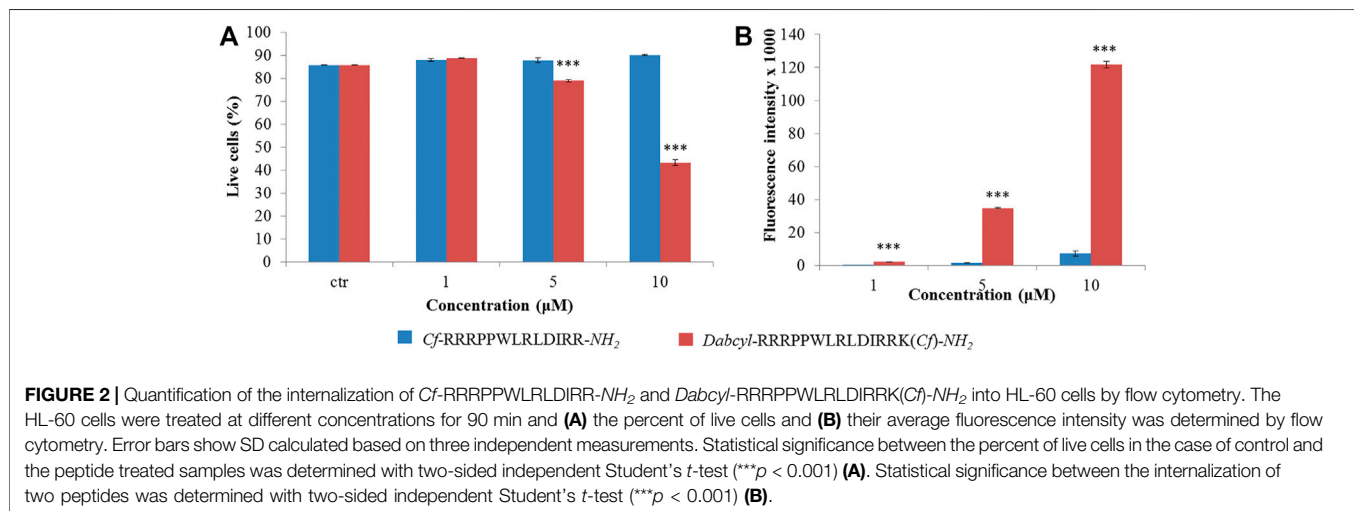 A
100
90
80
70
60
50
40
30
20
10
0
Live cells (%)
***
***
ctr
1
5
10
Concentration (µM)
B
140
120
100
80
60
40
20
0
Fluorescence intensity x 1000
***
***
***
1
5
10
Concentration (µM)
Cf-RRRPPWLRLDIRR-NH₂
Dabcyl-RRRPPWLRLDIRRK(Cf)-NH₂
FIGURE 2 | Quantification of the internalization of Cf-RRRPPWLRLDIRR-NH₂ and Dabcyl-RRRPPWLRLDIRRK(Cf)-NH₂ into HL-60 cells by flow cytometry. The
HL-60 cells were treated at different concentrations for 90 min and (A) the percent of live cells and (B) their average fluorescence intensity was determined by flow
cytometry. Error bars show SD calculated based on three independent measurements. Statistical significance between the percent of live cells in the case of control and
the peptide treated samples was determined with two-sided independent Student's t-test (***p < 0.001) (A). Statistical significance between the internalization of
two peptides was determined with two-sided independent Student's t-test (***p < 0.001) (B).